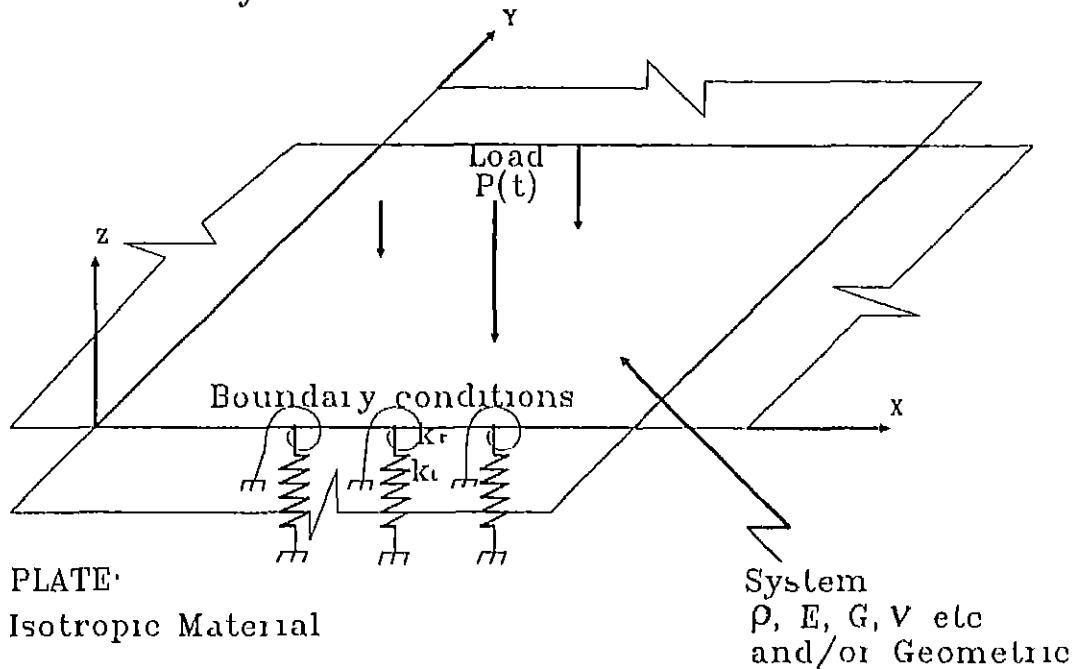 Y
Load
P(t)
Z
Boundary conditions
X
kr
kt
PLATE:
Isotropic Material
System
ρ, E, G, V etc
and/or Geometric